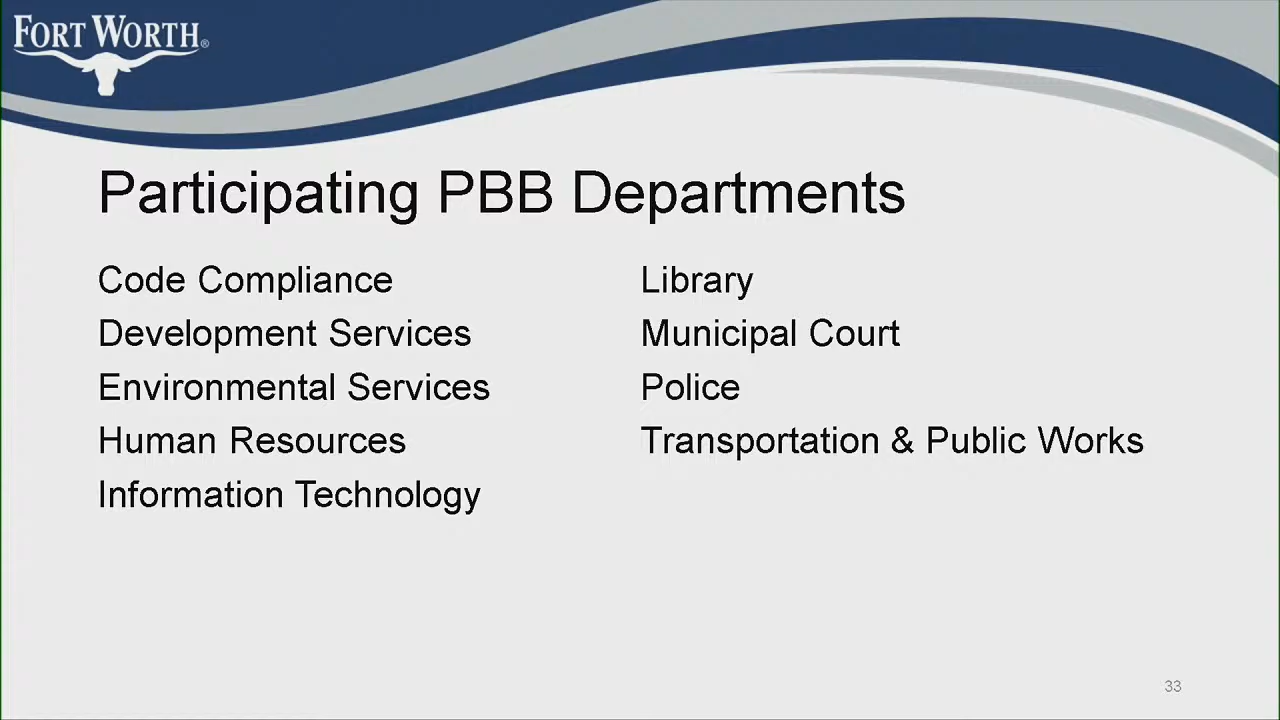 FORT WORTH®
Participating PBB Departments
Code Compliance
Development Services
Environmental Services
Human Resources
Information Technology
Library
Municipal Court
Police
Transportation & Public Works
33